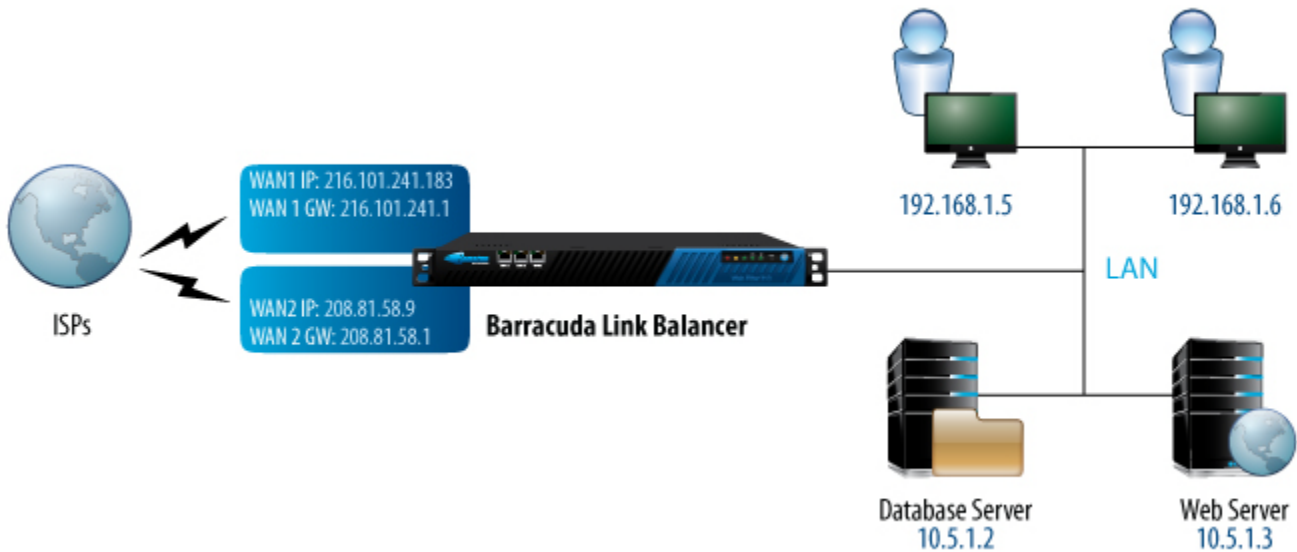 WAN1 IP: 216.101.241.183
WAN 1 GW: 216.101.241.1
WAN2 IP: 208.81.58.9
WAN 2 GW: 208.81.58.1
ISPs
Barracuda Link Balancer
192.168.1.5
192.168.1.6
LAN
Database Server
10.5.1.2
Web Server
10.5.1.3